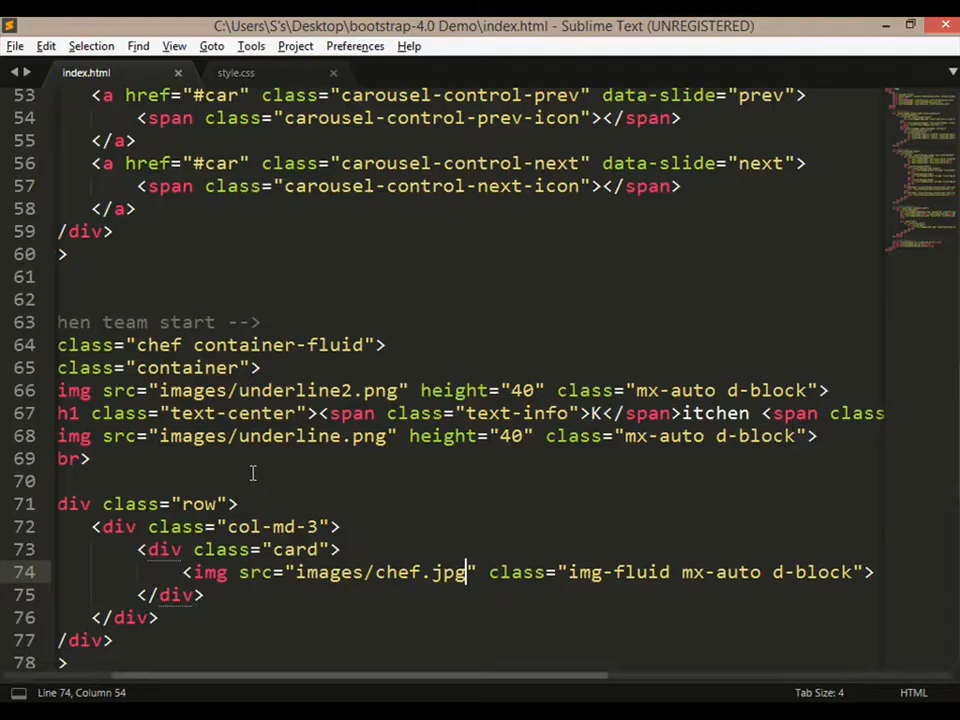 C:\Users\S's\Desktop\bootstrap-4.0 Demo\index.html - Sublime Text (UNREGISTERED)
File Edit Selection Find View Goto Tools Project Preferences Help
index.html style.css
53 <a href="#car" class="carousel-control-prev" data-slide="prev">
54 <span class="carousel-control-prev-icon"></span>
55 </a>
56 <a href="#car" class="carousel-control-next" data-slide="next">
57 <span class="carousel-control-next-icon"></span>
58 </a>
59 /div>
60 >
61
62
63 hen team start -->
64 class="chef container-fluid">
65 class="container">
66 img src="images/underline2.png" height="40" class="mx-auto d-block">
67 h1 class="text-center"><span class="text-info">K</span>itchen <span class
68 img src="images/underline.png" height="40" class="mx-auto d-block">
69 br>
70
71 div class="row">
72 <div class="col-md-3">
73 <div class="card">
74 <img src="images/chef.jpg" class="img-fluid mx-auto d-block">
75 </div>
76 </div>
77 /div>
78 >
Line 74, Column 54 Tab Size: 4 HTML